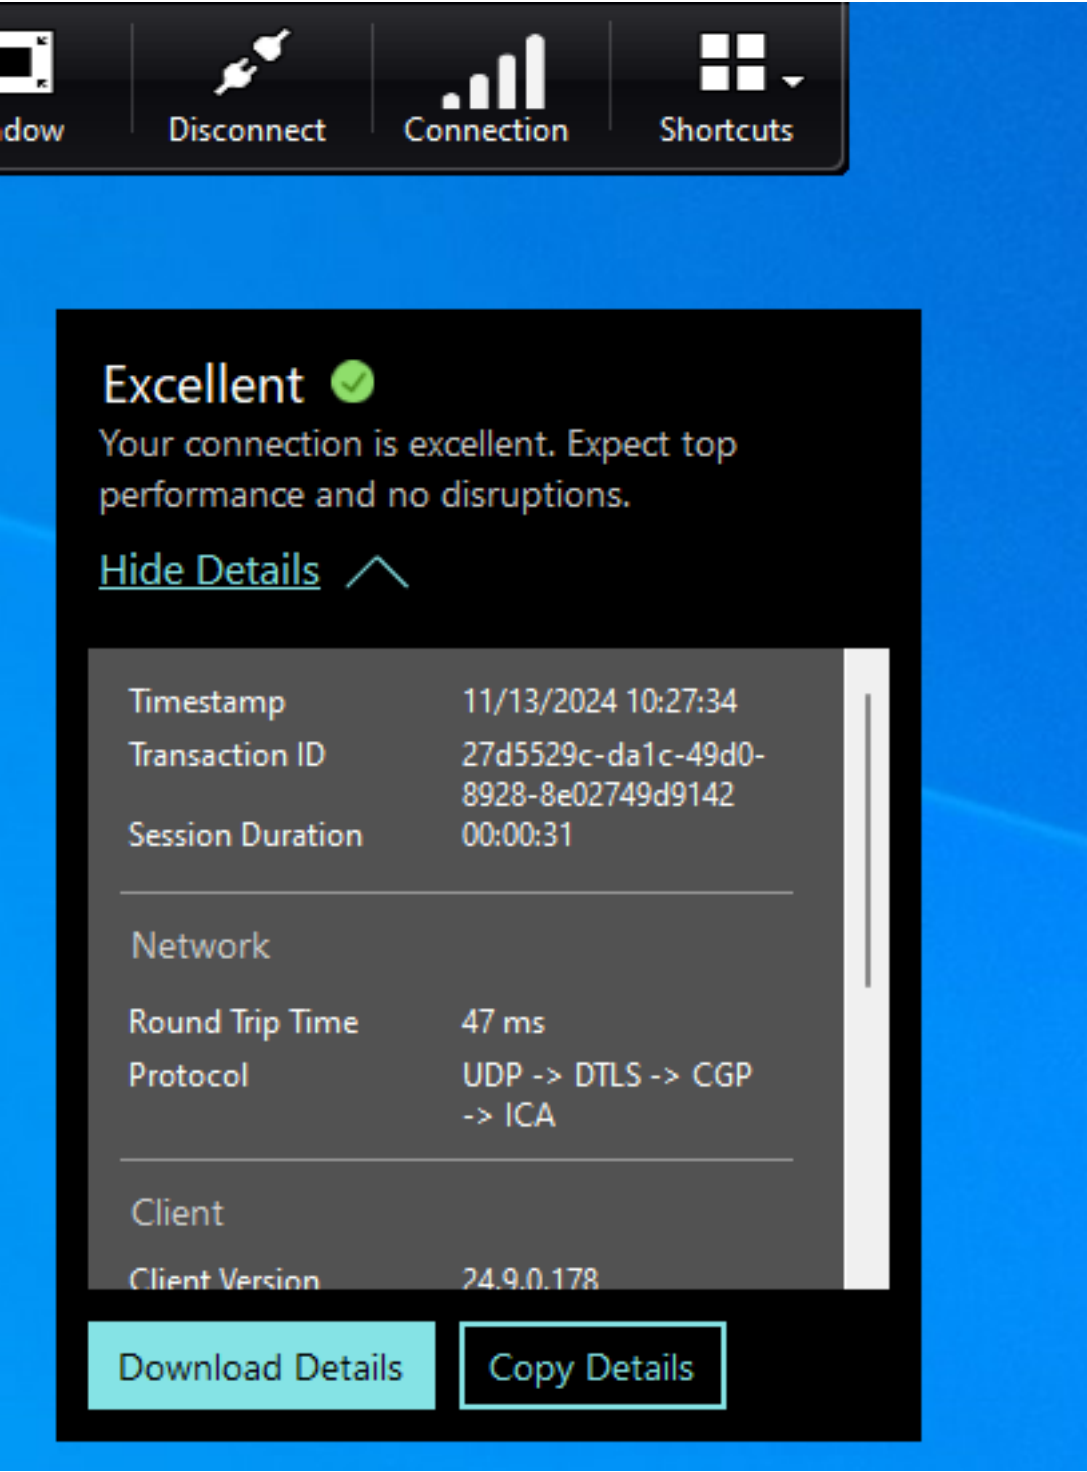 dow
Disconnect
Connection
Shortcuts
Excellent
Your connection is excellent. Expect top
performance and no disruptions.
Hide Details
Timestamp 11/13/2024 10:27:34
Transaction ID 27d5529c-da1c-49d0-
8928-8e02749d9142
Session Duration 00:00:31
Network
Round Trip Time 47 ms
Protocol UDP -> DTLS -> CGP
-> ICA
Client
Client Version 24.9.0.178
Download Details
Copy Details